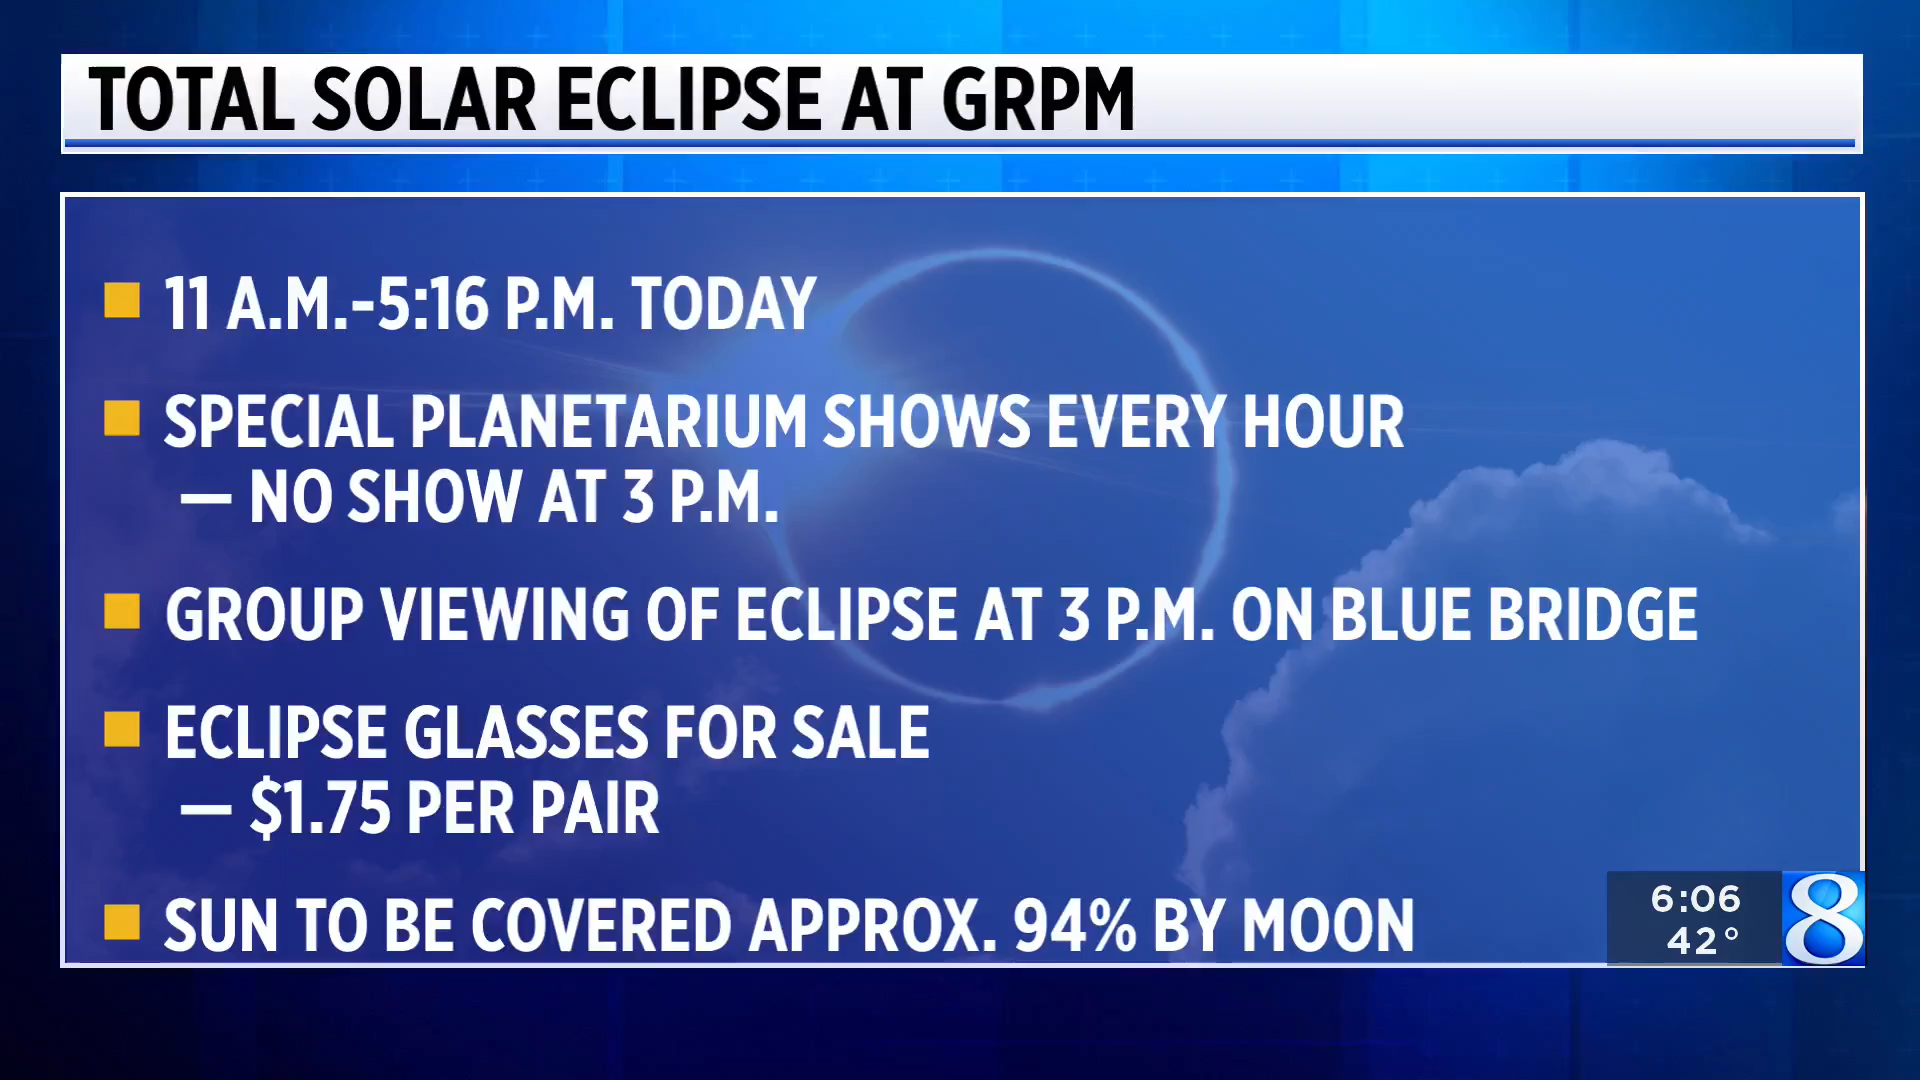 TOTAL SOLAR ECLIPSE AT GRPM
11 A.M.-5:16 P.M. TODAY
SPECIAL PLANETARIUM SHOWS EVERY HOUR
— NO SHOW AT 3 P.M.
GROUP VIEWING OF ECLIPSE AT 3 P.M. ON BLUE BRIDGE
ECLIPSE GLASSES FOR SALE
— $1.75 PER PAIR
SUN TO BE COVERED APPROX. 94% BY MOON
6:06
42°
8